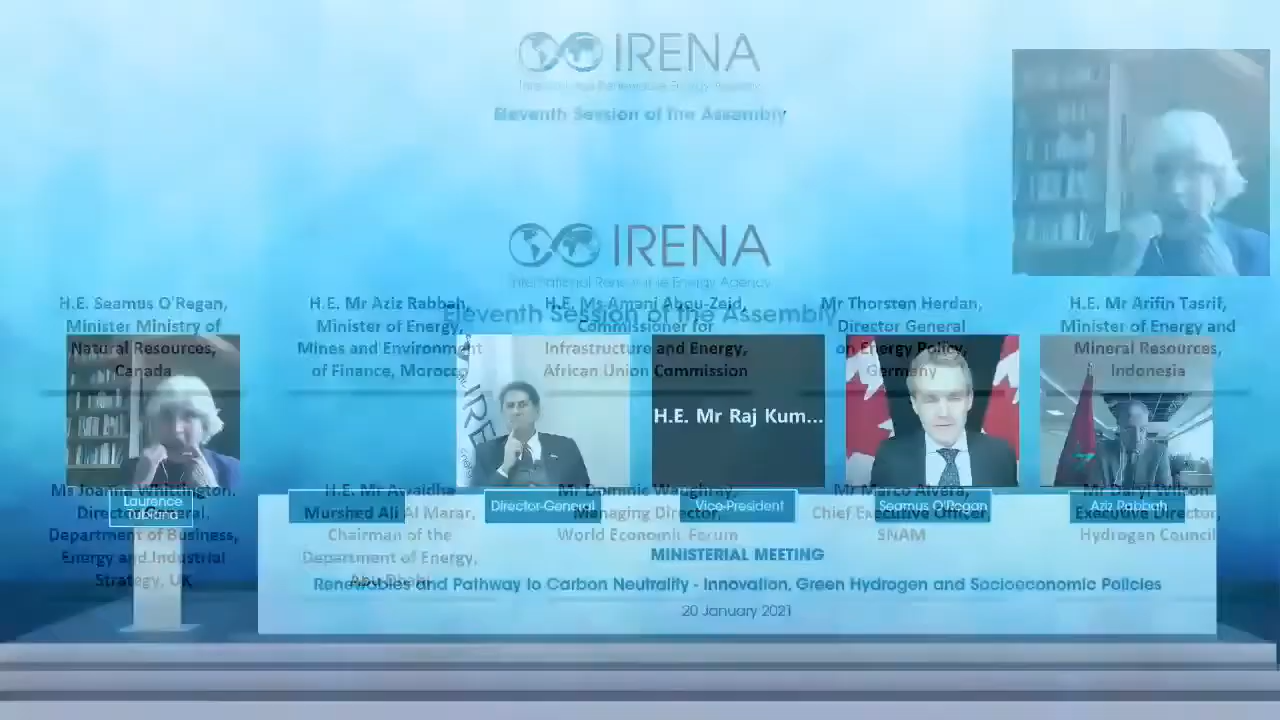 IRENA
International Renewable Energy Agency
Eleventh Session of the Assembly
IRENA
International Renewable Energy Agency
Eleventh Session of the Assembly
H.E. Seamus O'Regan,
Minister Ministry of
Natural Resources,
Canada
H.E. Mr Aziz Rabbah,
Minister of Energy,
Mines and Environment
of Finance, Morocco
H.E. Ms Amani Abou-Zeid,
Commissioner for
Infrastructure and Energy,
African Union Commission
Mr Thorsten Herdan,
Director General
on Energy Policy,
Germany
H.E. Mr Arifin Tasrif,
Minister of Energy and
Mineral Resources,
Indonesia
IRE
H.E. Mr Raj Kum...
Ms Joanna Whittington,
Director General,
Department of Business,
Energy and Industrial
Strategy, UK
H.E. Mr Awaidha
Murshed Ali Al Marar,
Chairman of the
Department of Energy,
Abu Dhabi
Mr Dominic Waughray,
Managing Director,
World Economic Forum
Mr Marco Alvera,
Chief Executive Officer,
SNAM
Mr Daryl Wilson
Executive Director,
Hydrogen Council
Laurence
Tubiana
Director-General
Vice-President
Seamus O'Regan
Aziz Rabbah
MINISTERIAL MEETING
Renewables and Pathway to Carbon Neutrality - Innovation, Green Hydrogen and Socioeconomic Policies
20 January 2021